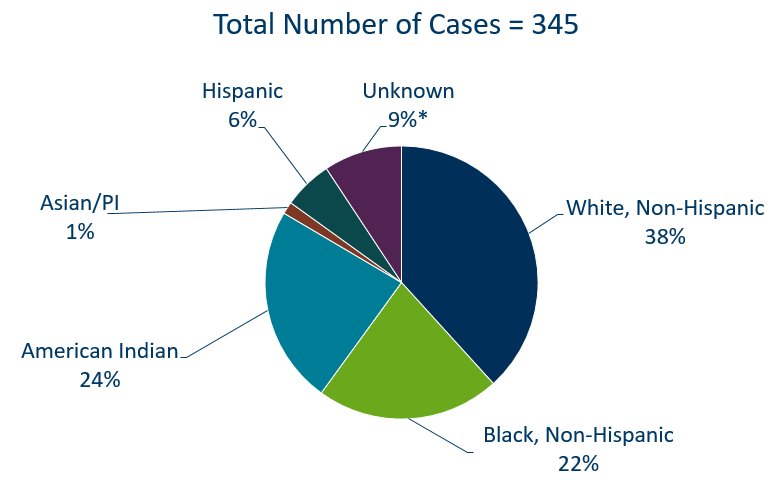 Total Number of Cases = 345
Hispanic
6%
Unknown
9%*
Asian/PI
1%
White, Non-Hispanic
38%
American Indian
24%
Black, Non-Hispanic
22%